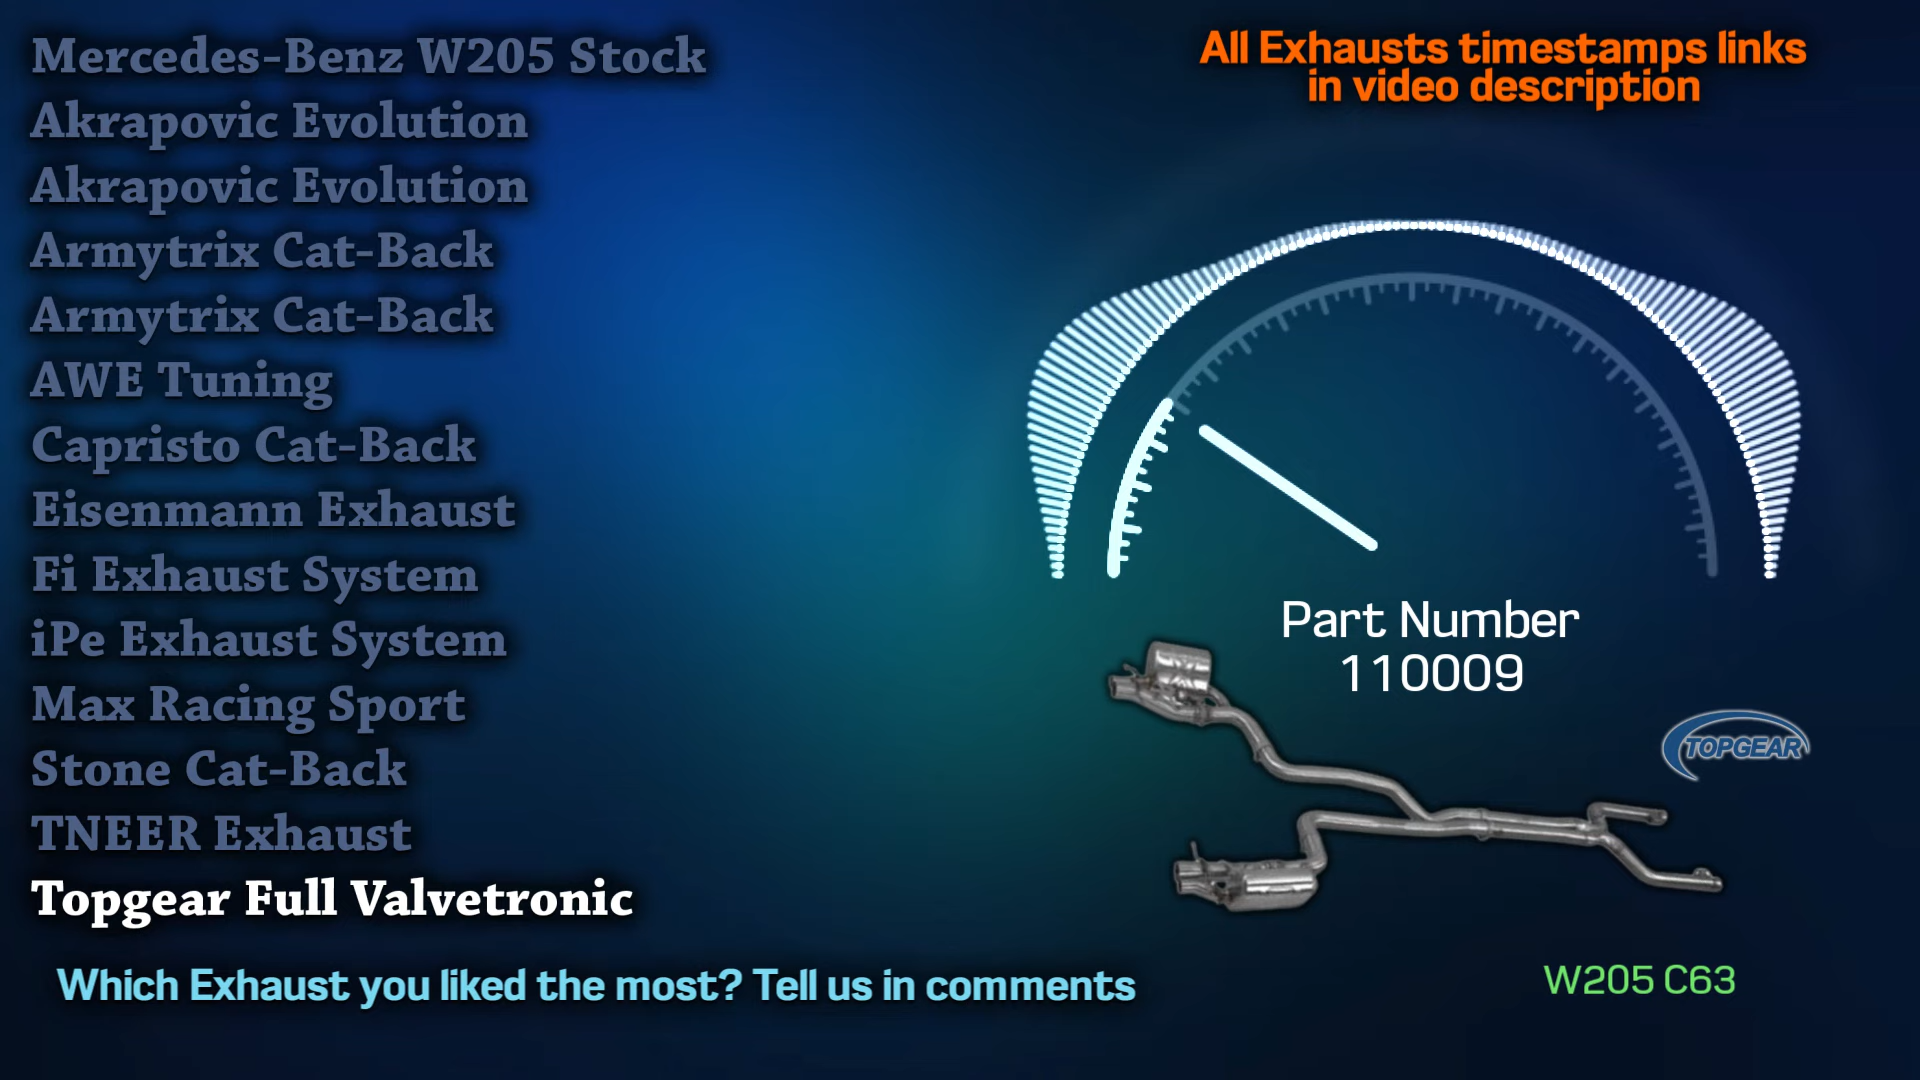 Mercedes-Benz W205 Stock
Akrapovic Evolution
Akrapovic Evolution
Armytrix Cat-Back
Armytrix Cat-Back
AWE Tuning
Capristo Cat-Back
Eisenmann Exhaust
Fi Exhaust System
iPe Exhaust System
Max Racing Sport
Stone Cat-Back
TNEER Exhaust
Topgear Full Valvetronic
Which Exhaust you liked the most? Tell us in comments
All Exhausts timestamps links
in video description
Part Number
110009
TOPGEAR
W205 C63